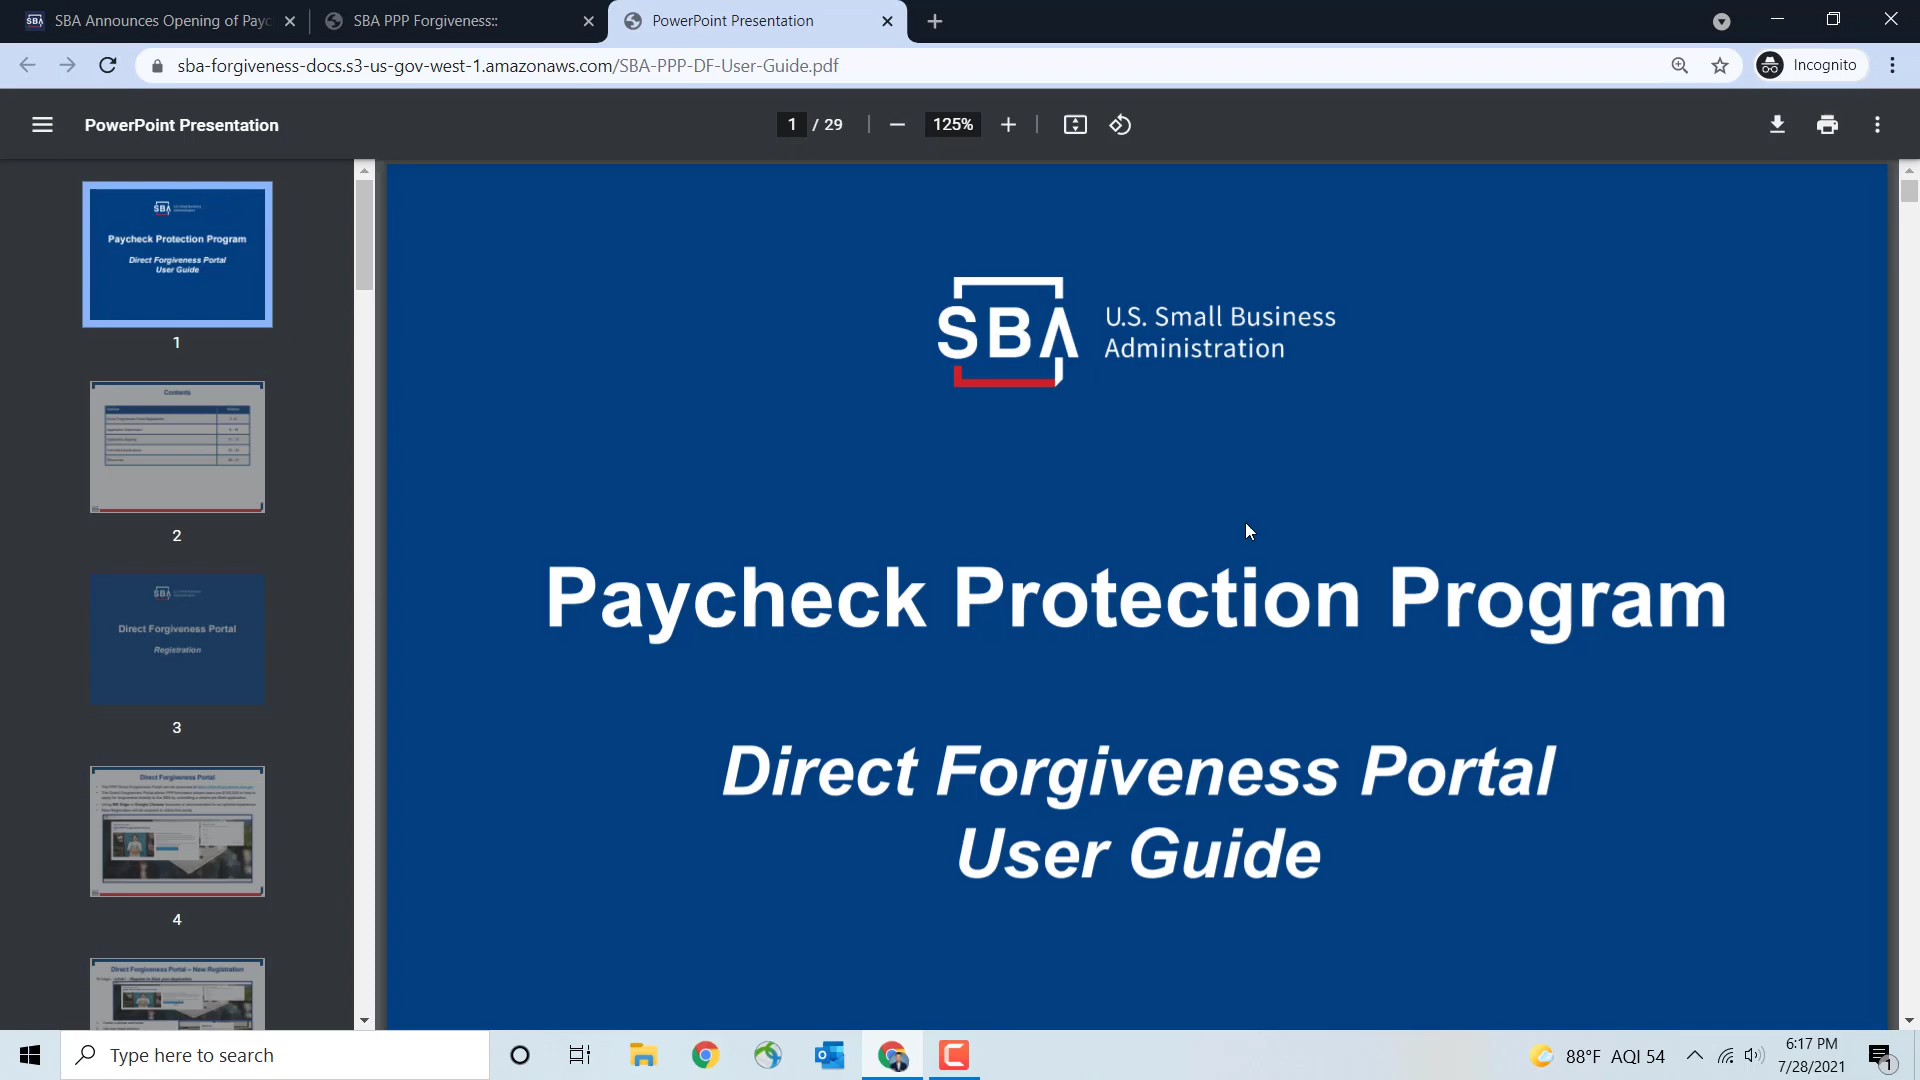 SBA Announces Opening of Payc
SBA PPP Forgiveness::
PowerPoint Presentation
sba-forgiveness-docs.s3-us-gov-west-1.amazonaws.com/SBA-PPP-DF-User-Guide.pdf
Incognito
PowerPoint Presentation
1 / 29
125%
SBA
Paycheck Protection Program
Direct Forgiveness Portal
User Guide
1
Contents
2
SBA
Direct Forgiveness Portal
Registration
3
Direct Forgiveness Portal
4
Direct Forgiveness Portal – New Registration
SBA
U.S. Small Business
Administration
Paycheck Protection Program
Direct Forgiveness Portal
User Guide
Type here to search
88°F AQI 54
6:17 PM
7/28/2021
1